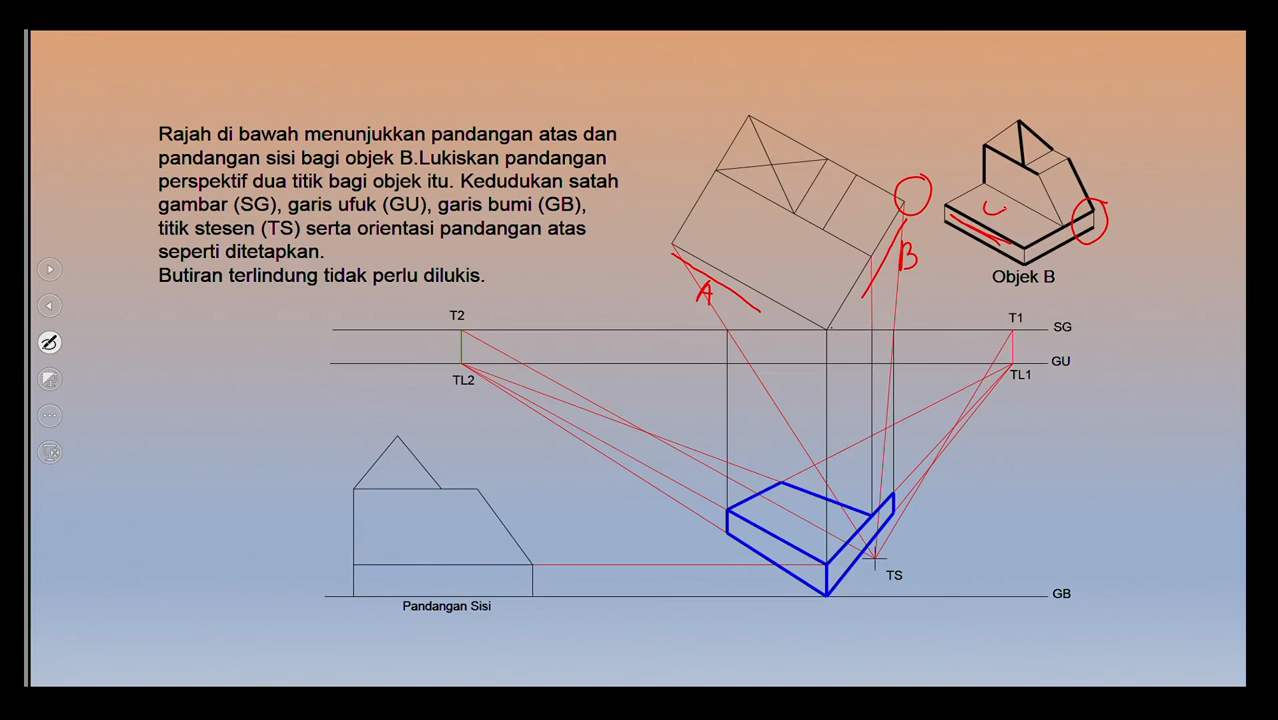 Rajah di bawah menunjukkan pandangan atas dan
pandangan sisi bagi objek B.Lukiskan pandangan
perspektif dua titik bagi objek itu. Kedudukan satah
gambar (SG), garis ufuk (GU), garis bumi (GB),
titik stesen (TS) serta orientasi pandangan atas
seperti ditetapkan.
Butiran terlindung tidak perlu dilukis.
A
B
C
Objek B
T2
T1
SG
GU
TL2
TL1
TS
GB
Pandangan Sisi